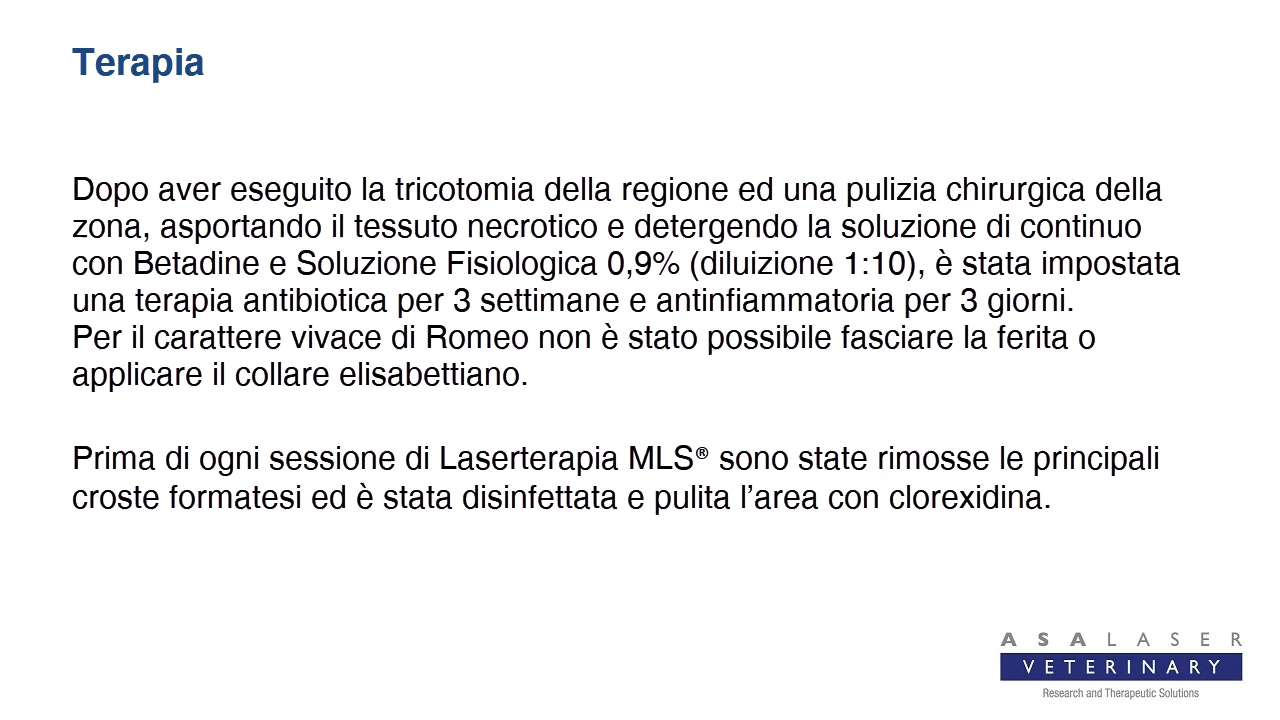 Terapia
Dopo aver eseguito la tricotomia della regione ed una pulizia chirurgica della
zona, asportando il tessuto necrotico e detergendo la soluzione di continuo
con Betadine e Soluzione Fisiologica 0,9% (diluizione 1:10), è stata impostata
una terapia antibiotica per 3 settimane e antinfiammatoria per 3 giorni.
Per il carattere vivace di Romeo non è stato possibile fasciare la ferita o
applicare il collare elisabettiano.
Prima di ogni sessione di Laserterapia MLS® sono state rimosse le principali
croste formatesi ed è stata disinfettata e pulita l’area con clorexidina.
ASALASER
VETERINARY
Research and Therapeutic Solutions